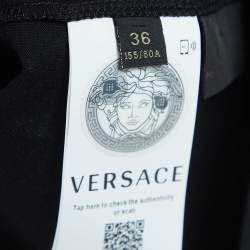 36
155/80A
VERSACE
Tap here to check the authenticity
or scan